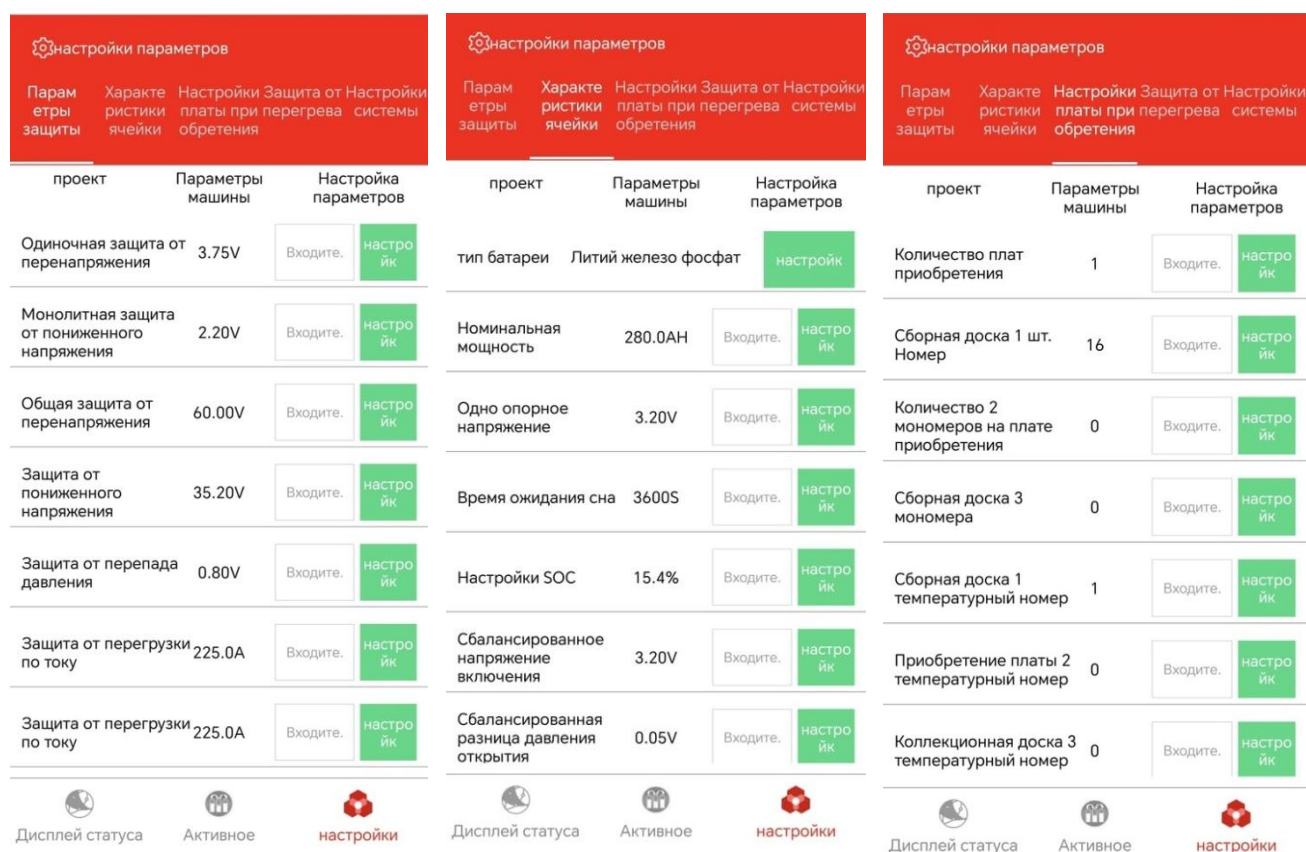 настройки параметров
Парам
етры
защиты
Характе
ристики
ячейки
Настройки
платы при
обретения
Защита от
перегрева
Настройки
системы
проект
Параметры
машины
Настройка
параметров
Одиночная защита от
перенапряжения
3.75V
Входите.
настро
йк
Монолитная защита
от пониженного
напряжения
2.20V
Входите.
настро
йк
Общая защита от
перенапряжения
60.00V
Входите.
настро
йк
Защита от
пониженного
напряжения
35.20V
Входите.
настро
йк
Защита от перепада
давления
0.80V
Входите.
настро
йк
Защита от перегрузки
по току
225.0A
Входите.
настро
йк
Защита от перегрузки
по току
225.0A
Входите.
настро
йк
Дисплей статуса
Активное
настройки
настройки параметров
Парам
етры
защиты
Характе
ристики
ячейки
Настройки
платы при
обретения
Защита от
перегрева
Настройки
системы
проект
Параметры
машины
Настройка
параметров
тип батареи
Литий железо фосфат
настройк
Номинальная
мощность
280.0AH
Входите.
настро
йк
Одно опорное
напряжение
3.20V
Входите.
настро
йк
Время ожидания сна
3600S
Входите.
настро
йк
Настройки SOC
15.4%
Входите.
настро
йк
Сбалансированное
напряжение
включения
3.20V
Входите.
настро
йк
Сбалансированная
разница давления
открытия
0.05V
Входите.
настро
йк
Дисплей статуса
Активное
настройки
настройки параметров
Парам
етры
защиты
Характе
ристики
ячейки
Настройки
платы при
обретения
Защита от
перегрева
Настройки
системы
проект
Параметры
машины
Настройка
параметров
Количество плат
приобретения
1
Входите.
настро
йк
Сборная доска 1 шт.
Номер
16
Входите.
настро
йк
Количество 2
мономеров на плате
приобретения
0
Входите.
настро
йк
Сборная доска 3
мономера
0
Входите.
настро
йк
Сборная доска 1
температурный номер
1
Входите.
настро
йк
Приобретение платы 2
температурный номер
0
Входите.
настро
йк
Коллекционная доска 3
температурный номер
0
Входите.
настро
йк
Дисплей статуса
Активное
настройки